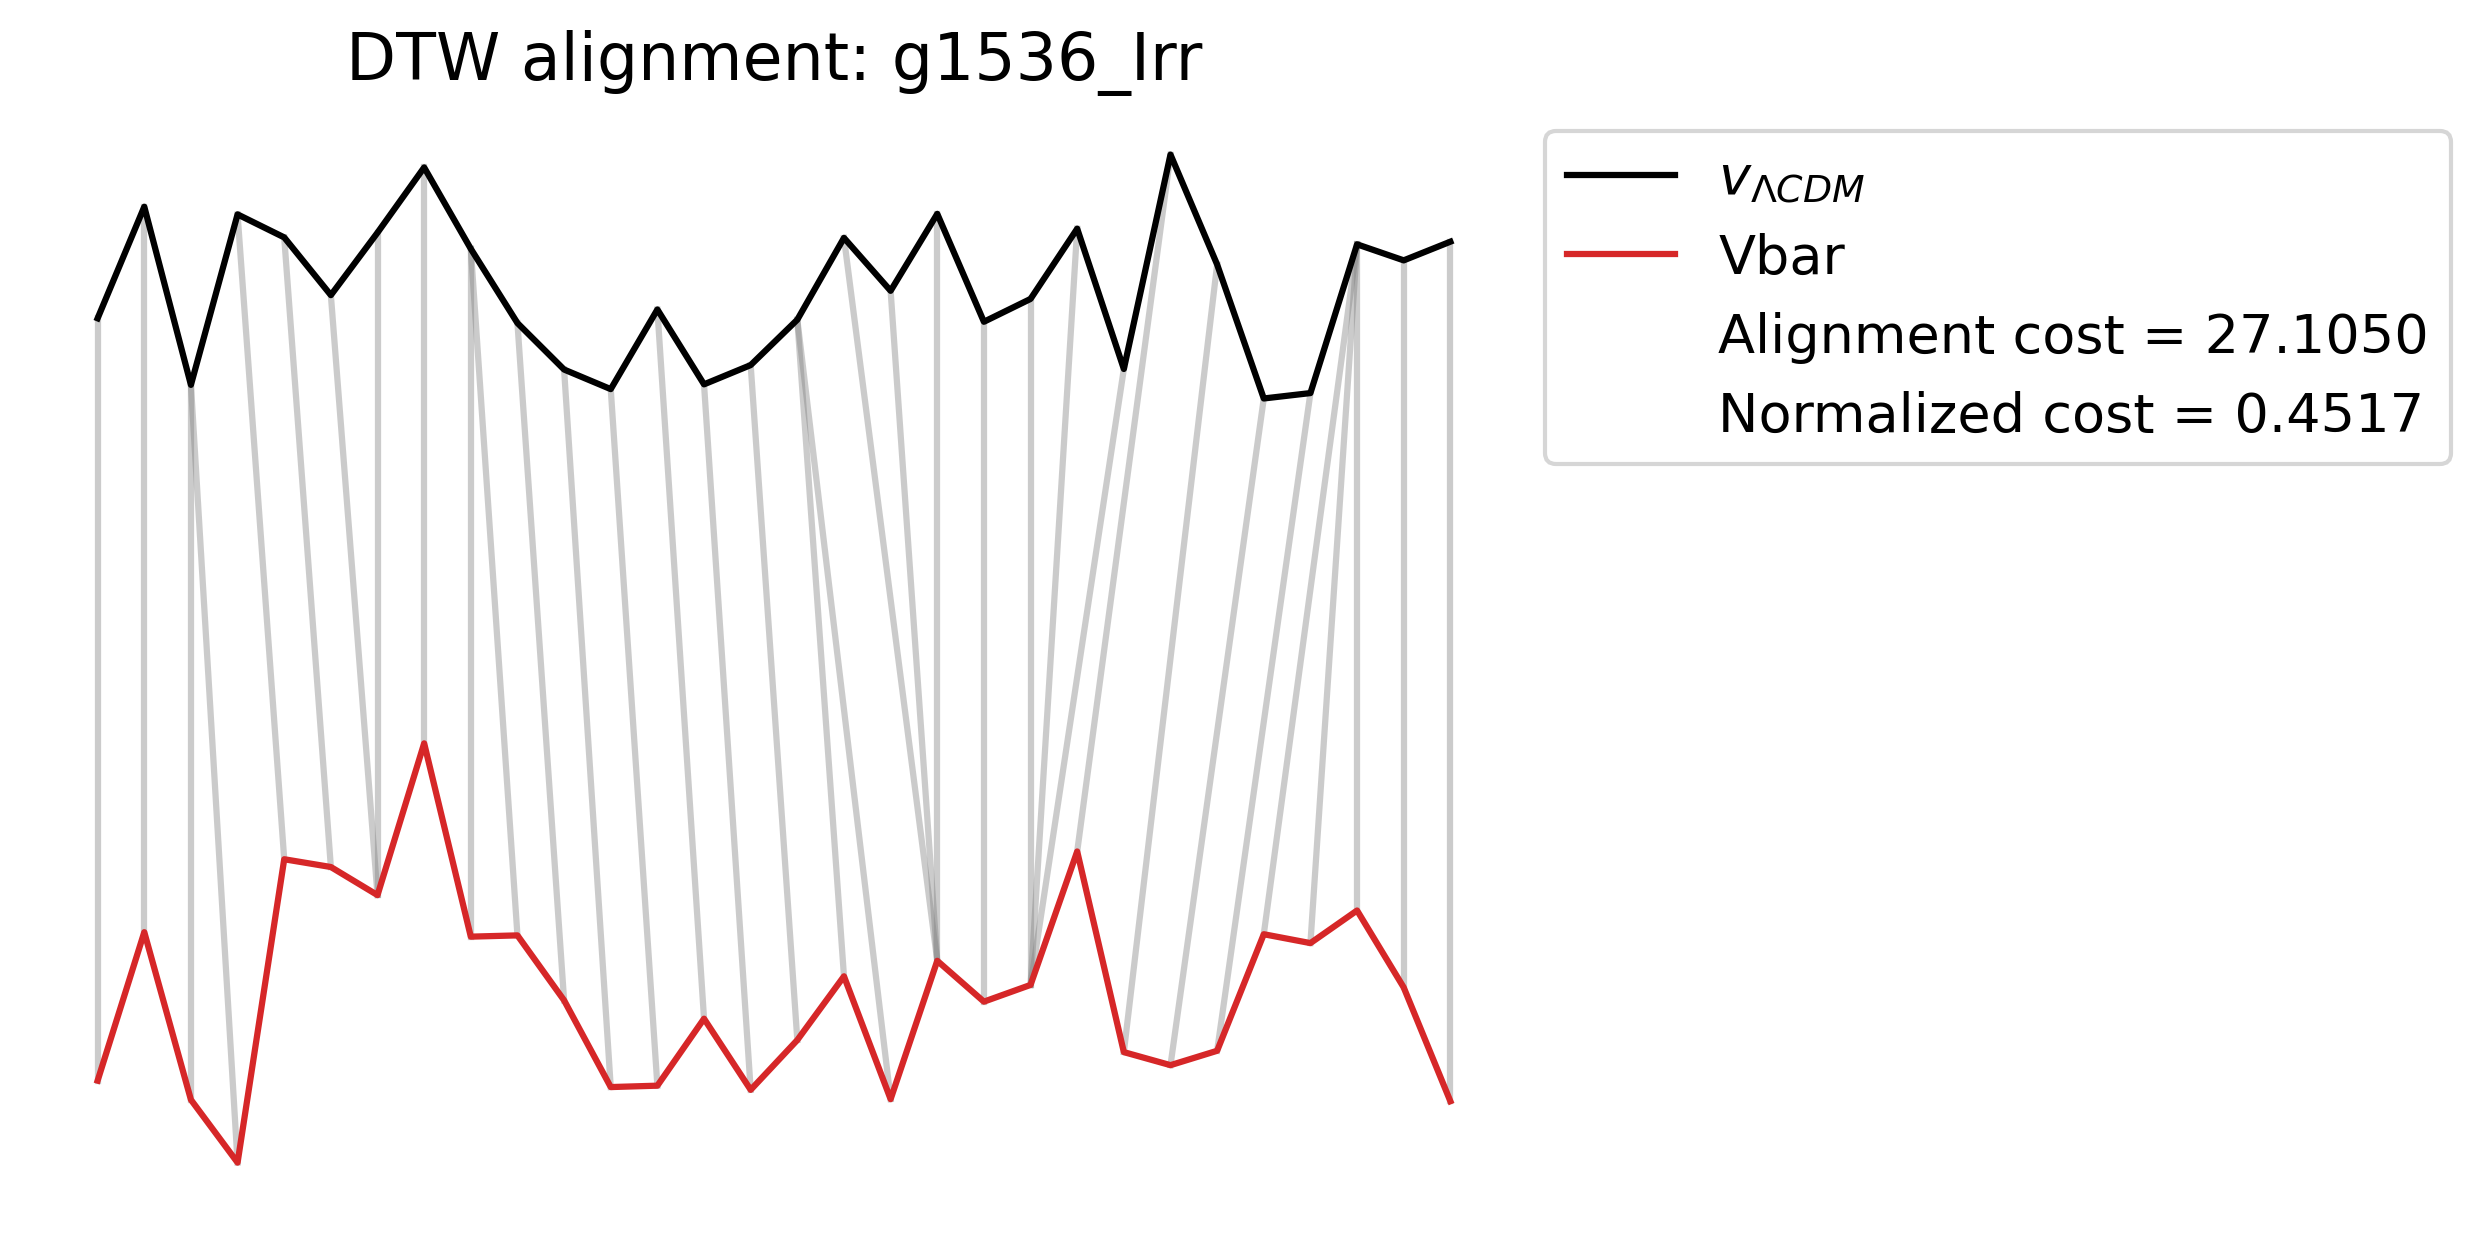 DTW alignment: g1536_Irr
v_ΛCDM
Vbar
Alignment cost = 27.1050
Normalized cost = 0.4517